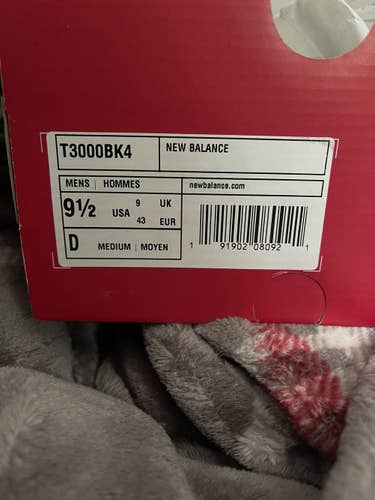 T3000BK4 NEW BALANCE
MENS | HOMMES newbalance.com
9½ USA 9 UK
43 EUR
D MEDIUM | MOYEN
1 91902 08092 1